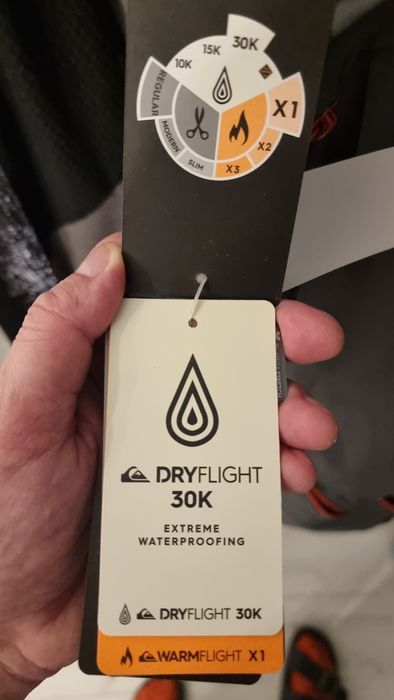 10K
15K
30K
REGULAR
MODERN
SLIM
X1
X2
X3
DRYFLIGHT
30K
EXTREME
WATERPROOFING
DRYFLIGHT 30K
WARMFLIGHT X1